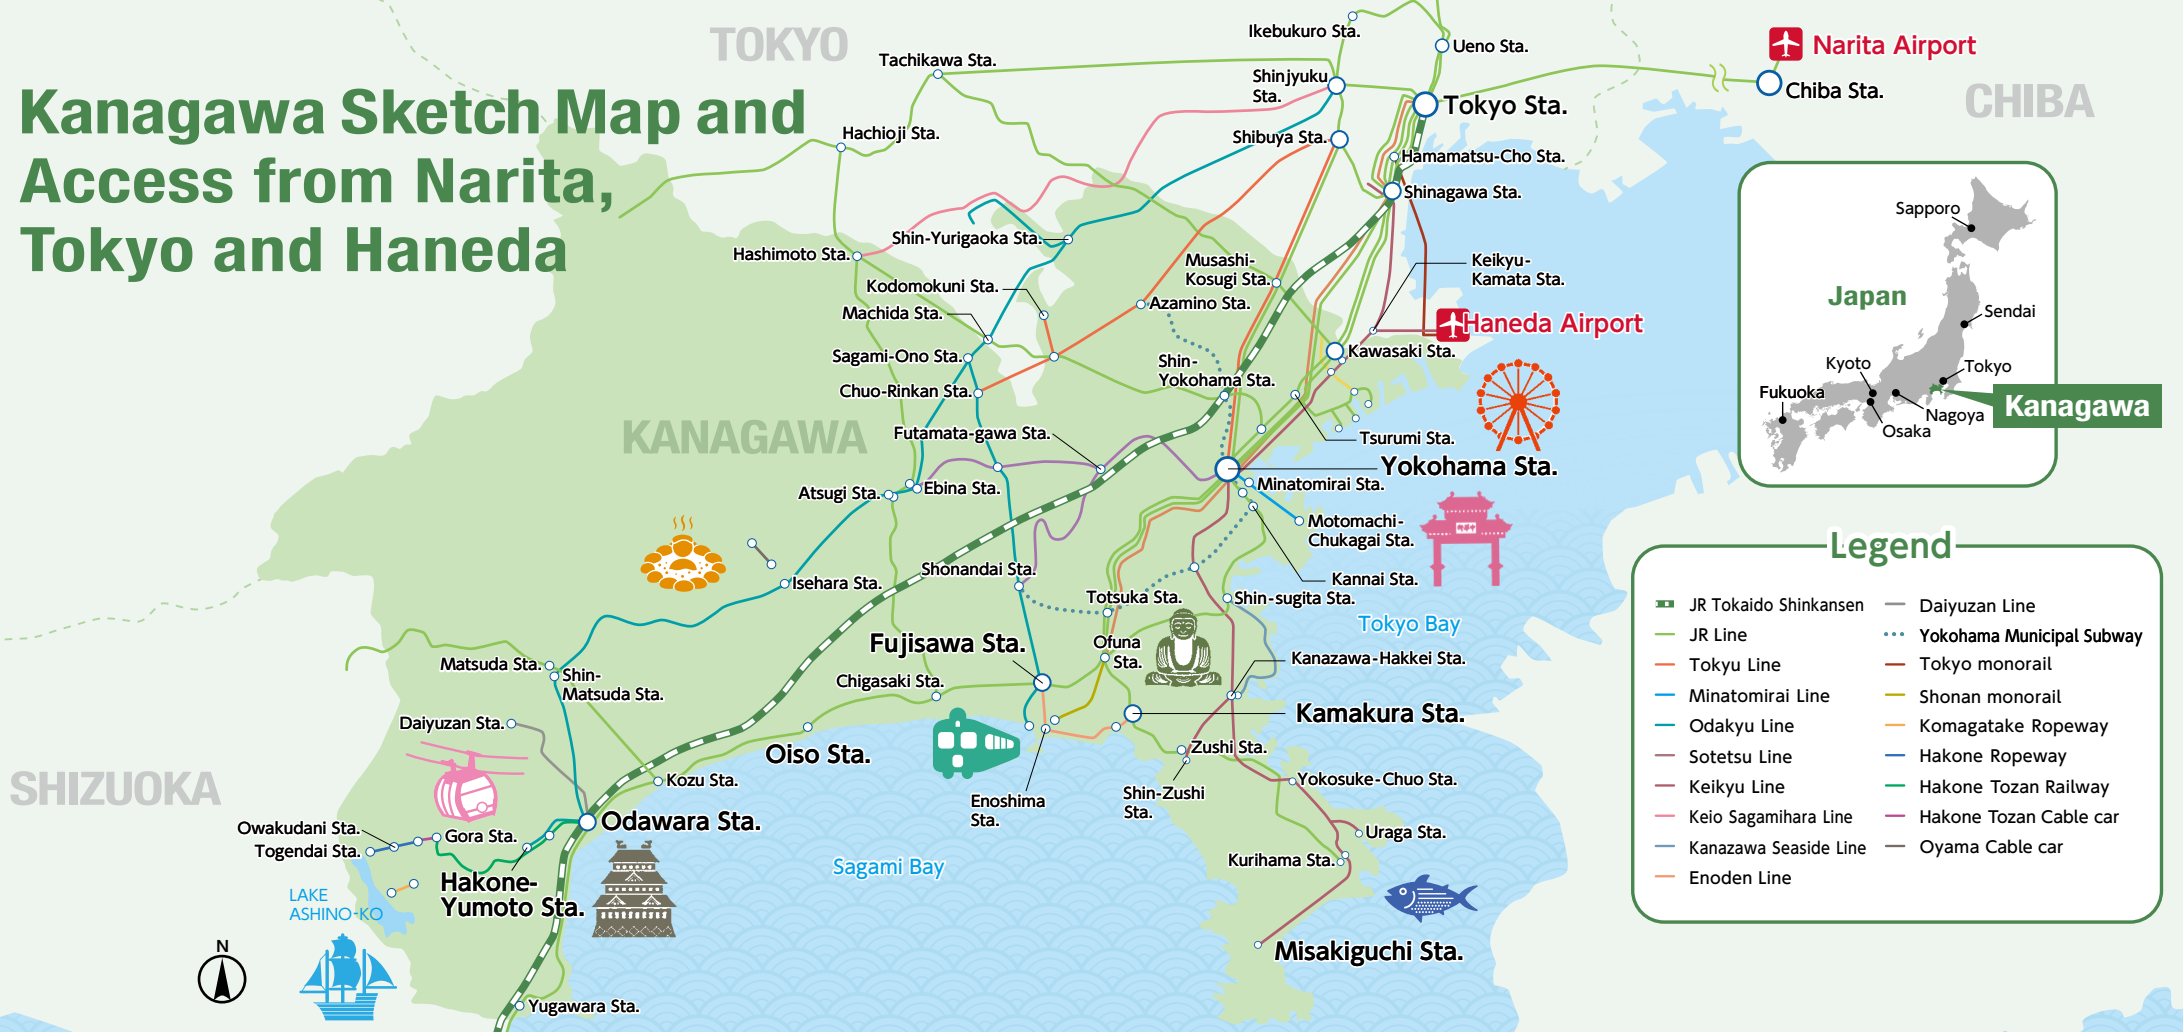 Kanagawa Sketch Map and
Access from Narita,
Tokyo and Haneda
TOKYO
CHIBA
KANAGAWA
SHIZUOKA
Ikebukuro Sta.
Ueno Sta.
Narita Airport
Chiba Sta.
Tachikawa Sta.
Shinjyuku
Sta.
Tokyo Sta.
Hachioji Sta.
Shibuya Sta.
Hamamatsu-Cho Sta.
Shinagawa Sta.
Shin-Yurigaoka Sta.
Hashimoto Sta.
Musashi-
Kosugi Sta.
Keikyu-
Kamata Sta.
Kodomokuni Sta.
Azamino Sta.
Machida Sta.
Haneda Airport
Sagami-Ono Sta.
Shin-
Yokohama Sta.
Kawasaki Sta.
Chuo-Rinkan Sta.
Futamata-gawa Sta.
Tsurumi Sta.
Yokohama Sta.
Atsugi Sta.
Ebina Sta.
Minatomirai Sta.
Motomachi-
Chukagai Sta.
Isehara Sta.
Shonandai Sta.
Kannai Sta.
Totsuka Sta.
Shin-sugita Sta.
Tokyo Bay
Fujisawa Sta.
Ofuna
Sta.
Kanazawa-Hakkei Sta.
Matsuda Sta.
Shin-
Matsuda Sta.
Chigasaki Sta.
Kamakura Sta.
Daiyuzan Sta.
Oiso Sta.
Zushi Sta.
Kozu Sta.
Yokosuke-Chuo Sta.
Enoshima
Sta.
Shin-Zushi
Sta.
Odawara Sta.
Owakudani Sta.
Gora Sta.
Togendai Sta.
Uraga Sta.
Kurihama Sta.
Sagami Bay
Hakone-
Yumoto Sta.
LAKE
ASHINO-KO
N
Misakiguchi Sta.
Yugawara Sta.
Sapporo
Japan
Sendai
Kyoto
Tokyo
Fukuoka
Kanagawa
Nagoya
Osaka
Legend
JR Tokaido Shinkansen
JR Line
Tokyu Line
Minatomirai Line
Odakyu Line
Sotetsu Line
Keikyu Line
Keio Sagamihara Line
Kanazawa Seaside Line
Enoden Line
Daiyuzan Line
Yokohama Municipal Subway
Tokyo monorail
Shonan monorail
Komagatake Ropeway
Hakone Ropeway
Hakone Tozan Railway
Hakone Tozan Cable car
Oyama Cable car